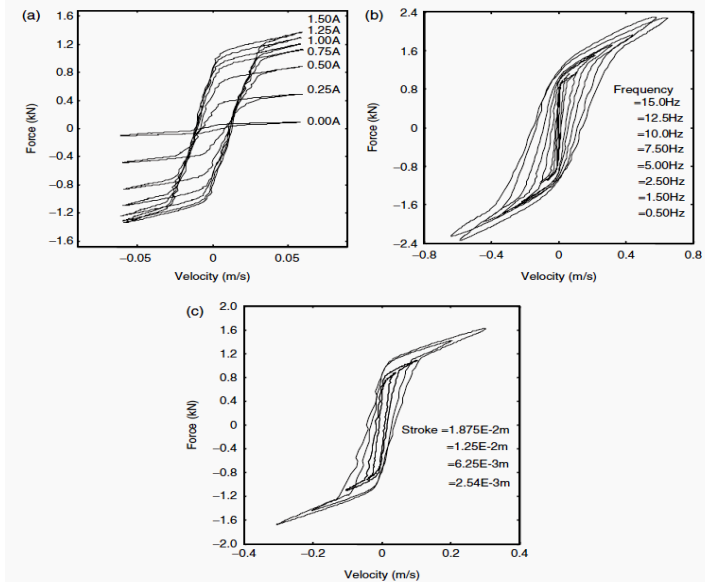 (a)
1.50A
1.25A
1.00A
0.75A
0.50A
0.25A
0.00A
1.6
1.2
0.8
0.4
0
−0.4
−0.8
−1.2
−1.6
Force (kN)
−0.05 0.00 0.05
Velocity (m/s)
(b)
2.4
1.6
0.8
0
−0.8
−1.6
−2.4
Force (kN)
Frequency
=15.0Hz
=12.5Hz
=10.0Hz
=7.50Hz
=5.00Hz
=2.50Hz
=1.50Hz
=0.50Hz
−0.8 −0.4 0 0.4 0.8
Velocity (m/s)
(c)
2.0
1.6
1.2
0.8
0.4
0
−0.4
−0.8
−1.2
−1.6
−2.0
Force (kN)
Stroke =1.875E-2m
=1.25E-2m
=6.25E-3m
=2.54E-3m
−0.4 −0.2 0 0.2 0.4
Velocity (m/s)